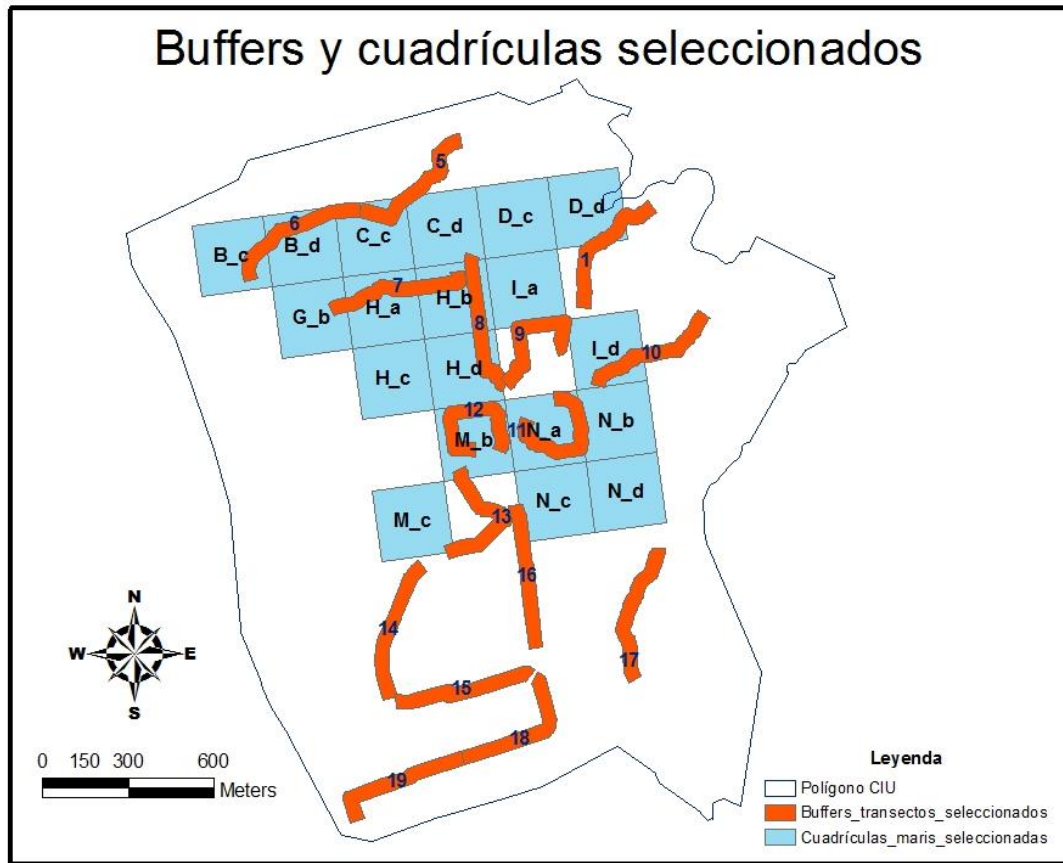 Buffers y cuadrículas seleccionados
5
6
B_c
B_d
C_c
C_d
D_c
D_d
1
7
G_b
H_a
H_b
I_a
8
9
H_c
H_d
I_d
10
12
M_b
11
N_a
N_b
M_c
13
N_c
N_d
16
14
17
15
18
19
N
W
E
S
0 150 300 600
Meters
Leyenda
Polígono CIU
Buffers_transectos_seleccionados
Cuadrículas_maris_seleccionadas